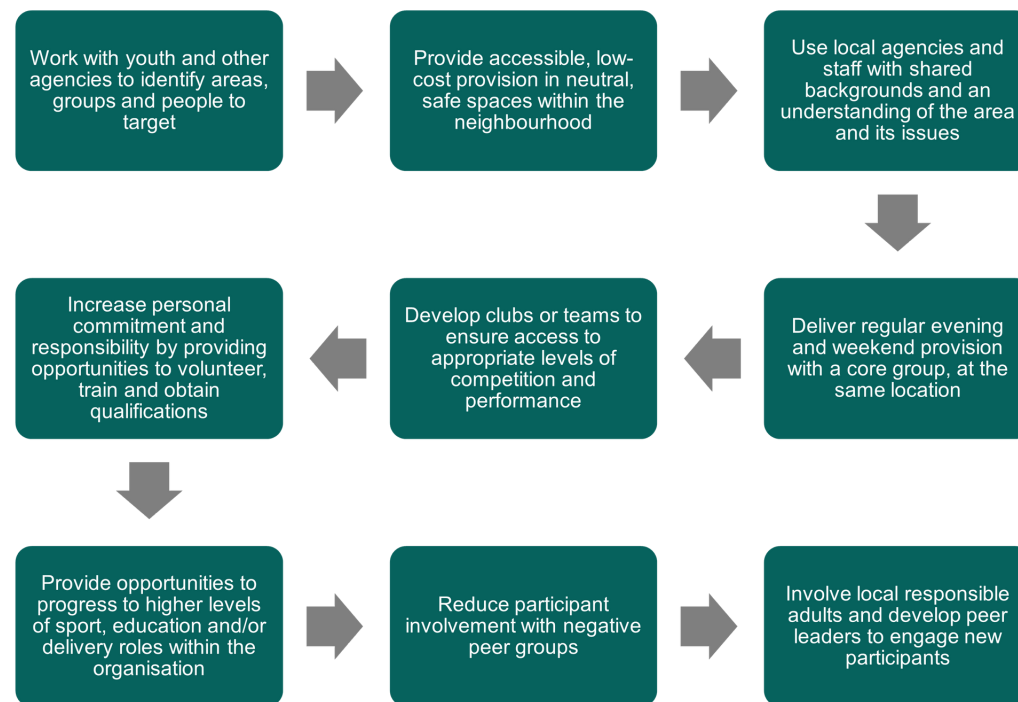 Work with youth and other
agencies to identify areas,
groups and people to
target
Provide accessible, low-
cost provision in neutral,
safe spaces within the
neighbourhood
Use local agencies and
staff with shared
backgrounds and an
understanding of the area
and its issues
Deliver regular evening
and weekend provision
with a core group, at the
same location
Develop clubs or teams to
ensure access to
appropriate levels of
competition and
performance
Increase personal
commitment and
responsibility by providing
opportunities to volunteer,
train and obtain
qualifications
Provide opportunities to
progress to higher levels
of sport, education and/or
delivery roles within the
organisation
Reduce participant
involvement with negative
peer groups
Involve local responsible
adults and develop peer
leaders to engage new
participants